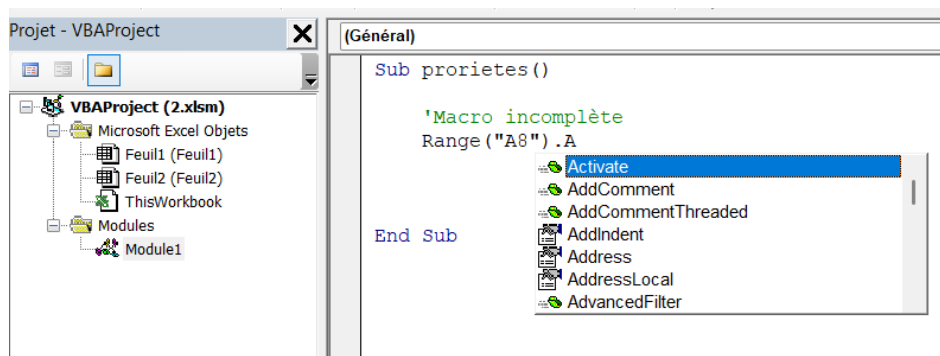 Projet - VBAProject
VBAProject (2.xlsm)
Microsoft Excel Objets
Feuil1 (Feuil1)
Feuil2 (Feuil2)
ThisWorkbook
Modules
Module1
(Général)
Sub prorietes()
'Macro incomplète
Range("A8").A
Activate
AddComment
AddCommentThreaded
AddIndent
Address
AddressLocal
AdvancedFilter
End Sub